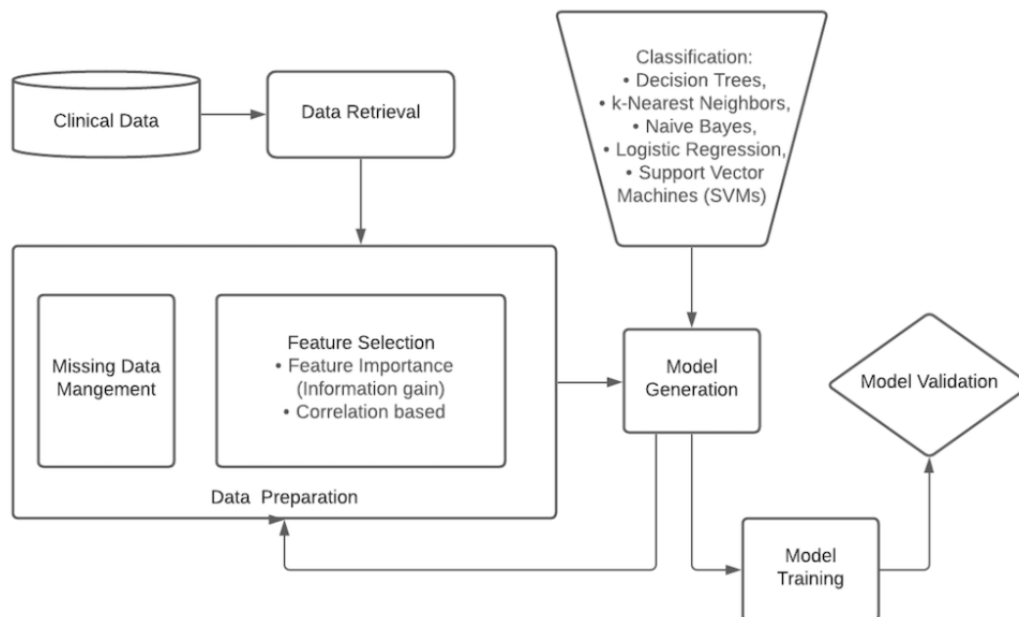 Clinical Data
Data Retrieval
Classification:
• Decision Trees,
• k-Nearest Neighbors,
• Naive Bayes,
• Logistic Regression,
• Support Vector
Machines (SVMs)
Missing Data
Mangement
Feature Selection
• Feature Importance
(Information gain)
• Correlation based
Data Preparation
Model
Generation
Model Validation
Model
Training